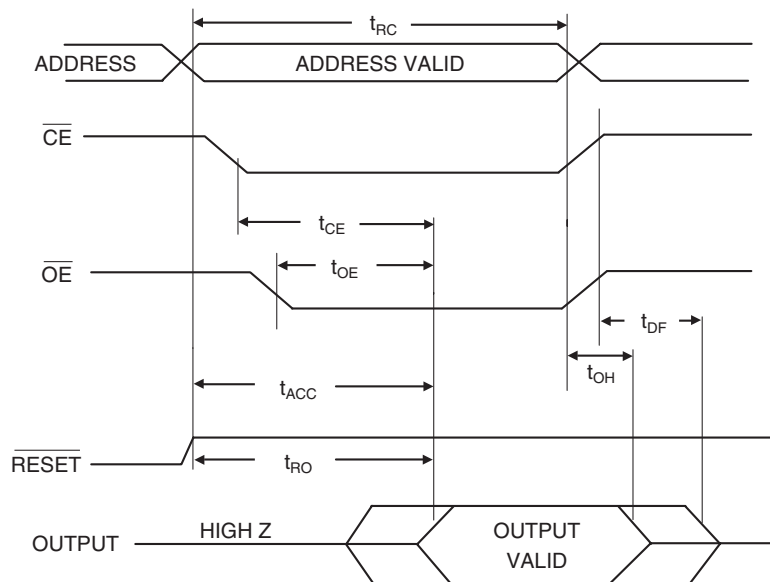 tRC
ADDRESS
ADDRESS VALID
CE
tCE
OE
tOE
tDF
tOH
tACC
RESET
tRO
OUTPUT
HIGH Z
OUTPUT
VALID